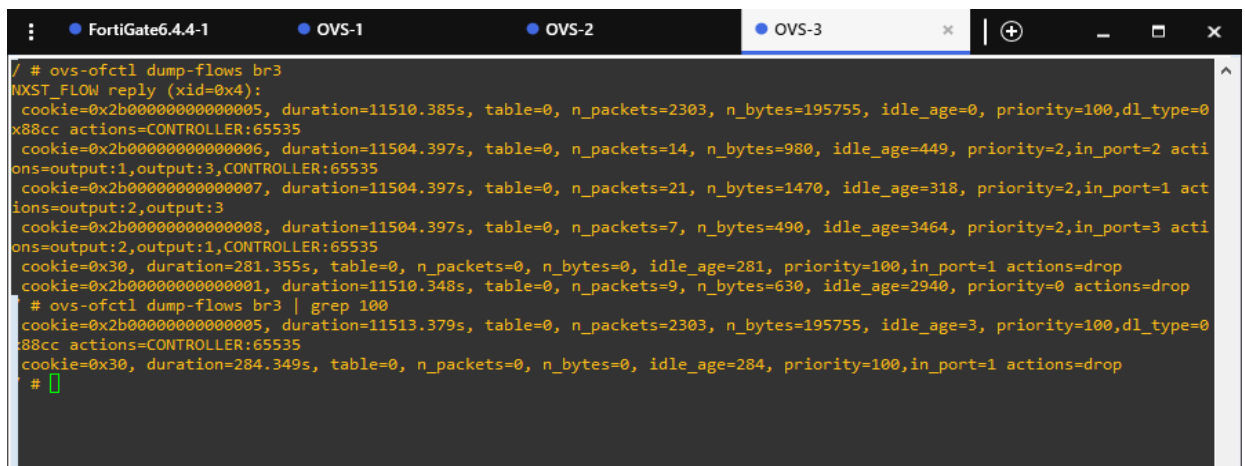 FortiGate6.4.4-1 OVS-1 OVS-2 OVS-3
/ # ovs-ofctl dump-flows br3
NXST_FLOW reply (xid=0x4):
 cookie=0x2b00000000000005, duration=11510.385s, table=0, n_packets=2303, n_bytes=195755, idle_age=0, priority=100,dl_type=0
x88cc actions=CONTROLLER:65535
 cookie=0x2b00000000000006, duration=11504.397s, table=0, n_packets=14, n_bytes=980, idle_age=449, priority=2,in_port=2 acti
ons=output:1,output:3,CONTROLLER:65535
 cookie=0x2b00000000000007, duration=11504.397s, table=0, n_packets=21, n_bytes=1470, idle_age=318, priority=2,in_port=1 act
ions=output:2,output:3
 cookie=0x2b00000000000008, duration=11504.397s, table=0, n_packets=7, n_bytes=490, idle_age=3464, priority=2,in_port=3 acti
ons=output:2,output:1,CONTROLLER:65535
 cookie=0x30, duration=281.355s, table=0, n_packets=0, n_bytes=0, idle_age=281, priority=100,in_port=1 actions=drop
 cookie=0x2b00000000000001, duration=11510.348s, table=0, n_packets=9, n_bytes=630, idle_age=2940, priority=0 actions=drop
/ # ovs-ofctl dump-flows br3 | grep 100
 cookie=0x2b00000000000005, duration=11513.379s, table=0, n_packets=2303, n_bytes=195755, idle_age=3, priority=100,dl_type=0
x88cc actions=CONTROLLER:65535
 cookie=0x30, duration=284.349s, table=0, n_packets=0, n_bytes=0, idle_age=284, priority=100,in_port=1 actions=drop
/ #